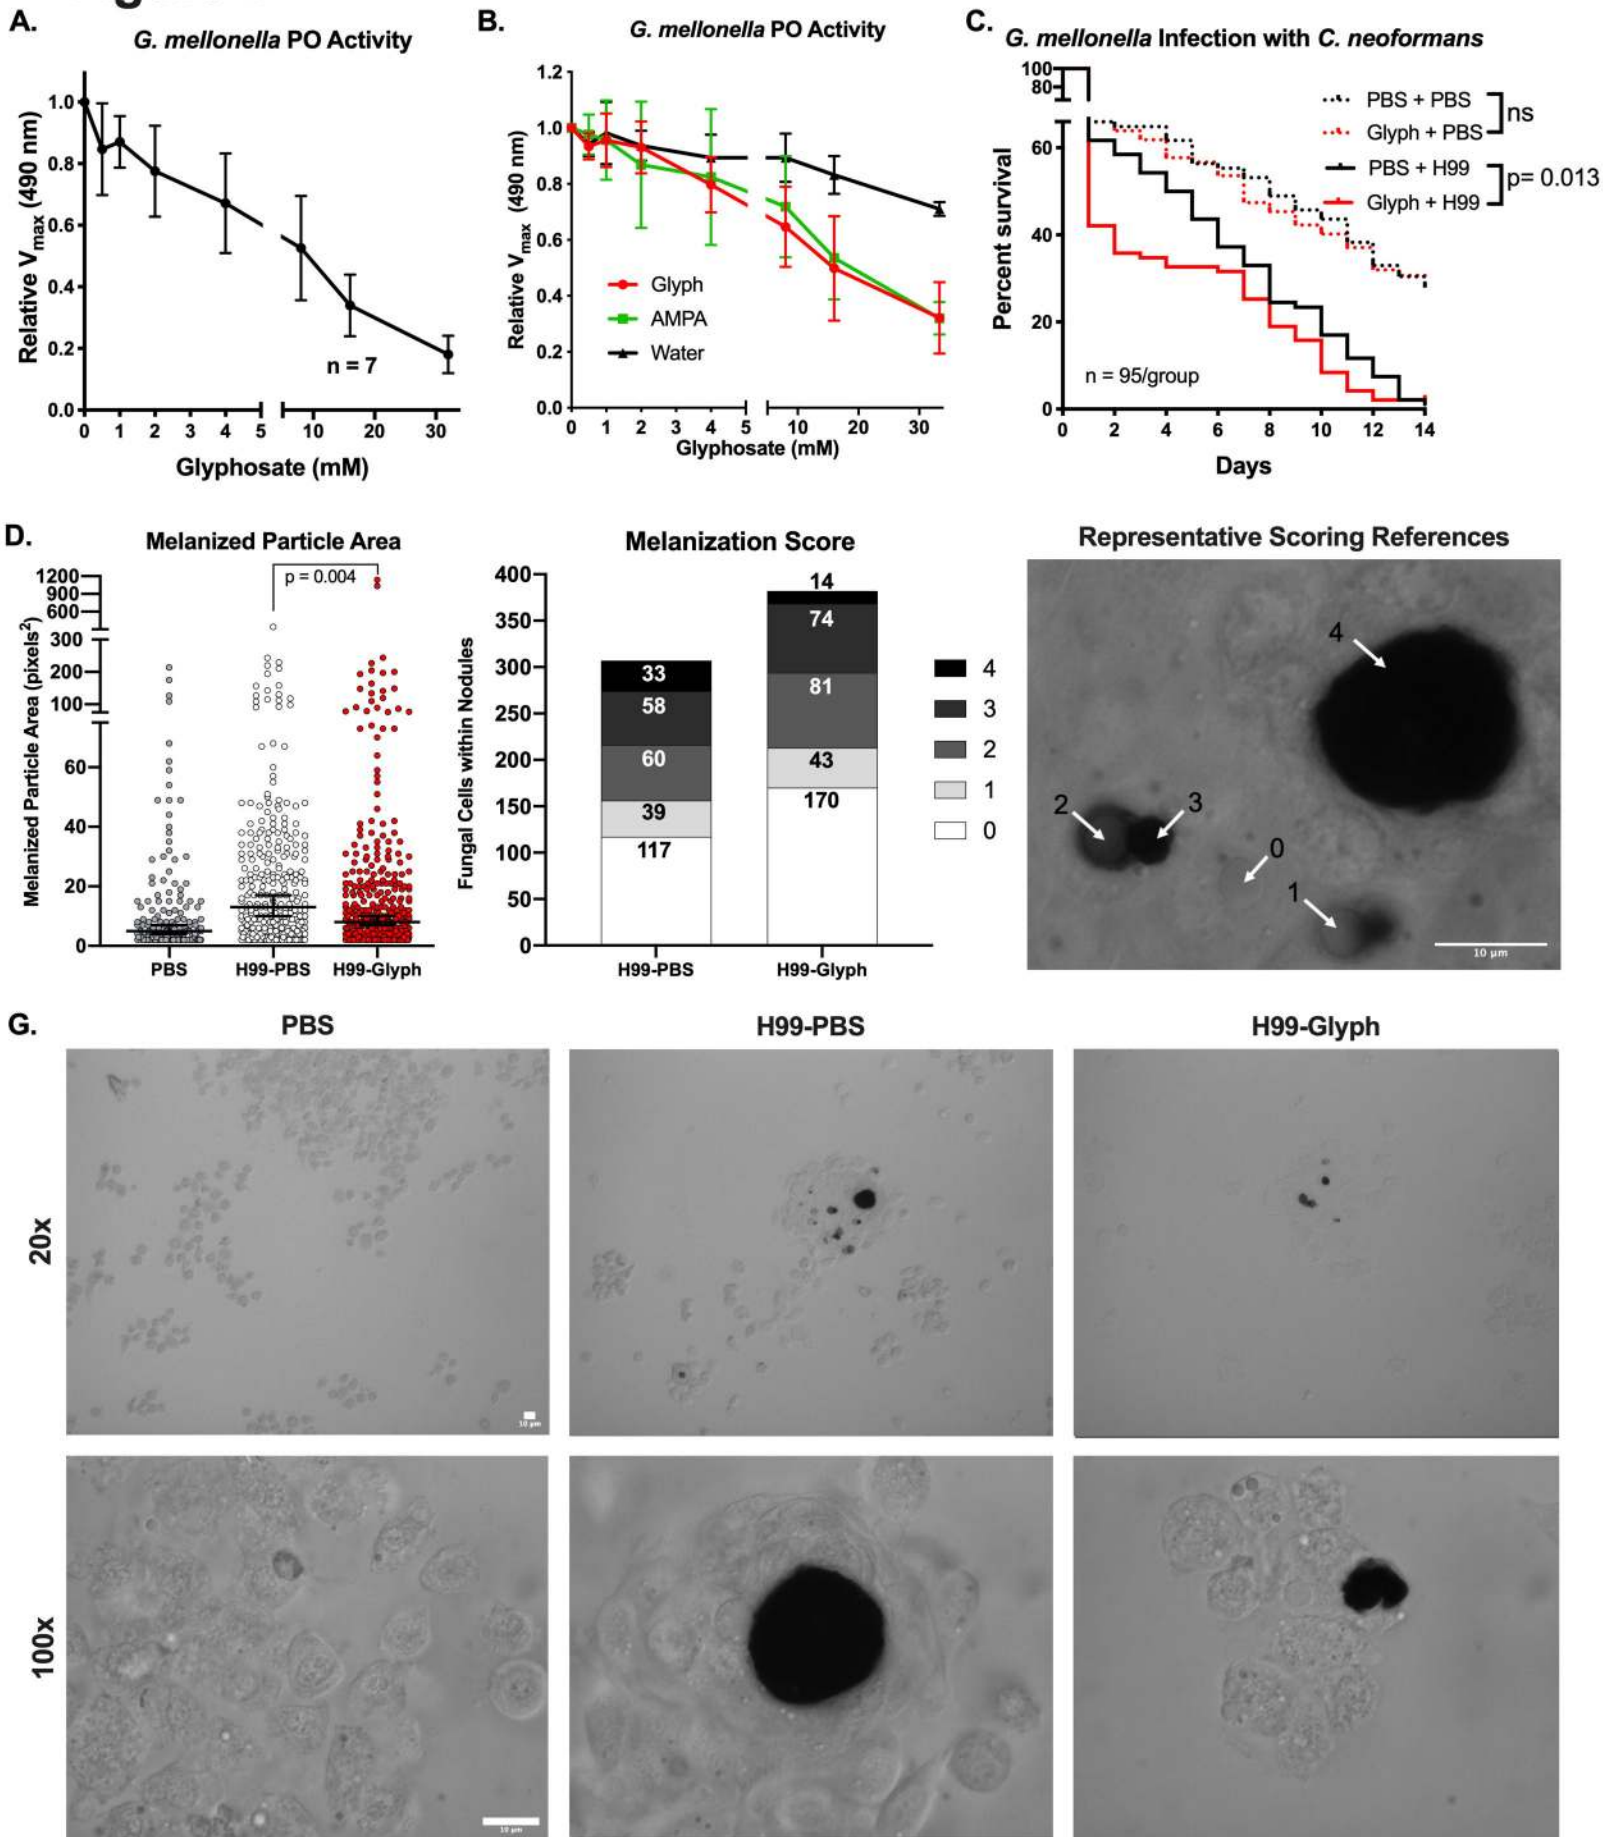 A.
G. mellonella PO Activity
Relative Vmax (490 nm)
1.0
0.8
0.6
0.4
0.2
0.0
n = 7
0 1 2 3 4 5 10 20 30
Glyphosate (mM)
B.
G. mellonella PO Activity
Relative Vmax (490 nm)
1.2
1.0
0.8
0.6
0.4
0.2
0.0
Glyph
AMPA
Water
0 1 2 3 4 5 10 20 30
Glyphosate (mM)
C.
G. mellonella Infection with C. neoformans
Percent survival
100
80
60
40
20
0
PBS + PBS
Glyph + PBS
ns
PBS + H99
Glyph + H99
p= 0.013
n = 95/group
0 2 4 6 8 10 12 14
Days
D.
Melanized Particle Area
Melanized Particle Area (pixels2)
1200
900
600
300
200
100
60
40
20
0
p = 0.004
PBS H99-PBS H99-Glyph
Melanization Score
Fungal Cells within Nodules
400
350
300
250
200
150
100
50
0
33
58
60
39
117
14
74
81
43
170
H99-PBS H99-Glyph
4
3
2
1
0
Representative Scoring References
4
2
3
0
1
10 µm
G.
PBS H99-PBS H99-Glyph
20x
10 µm
100x
10 µm